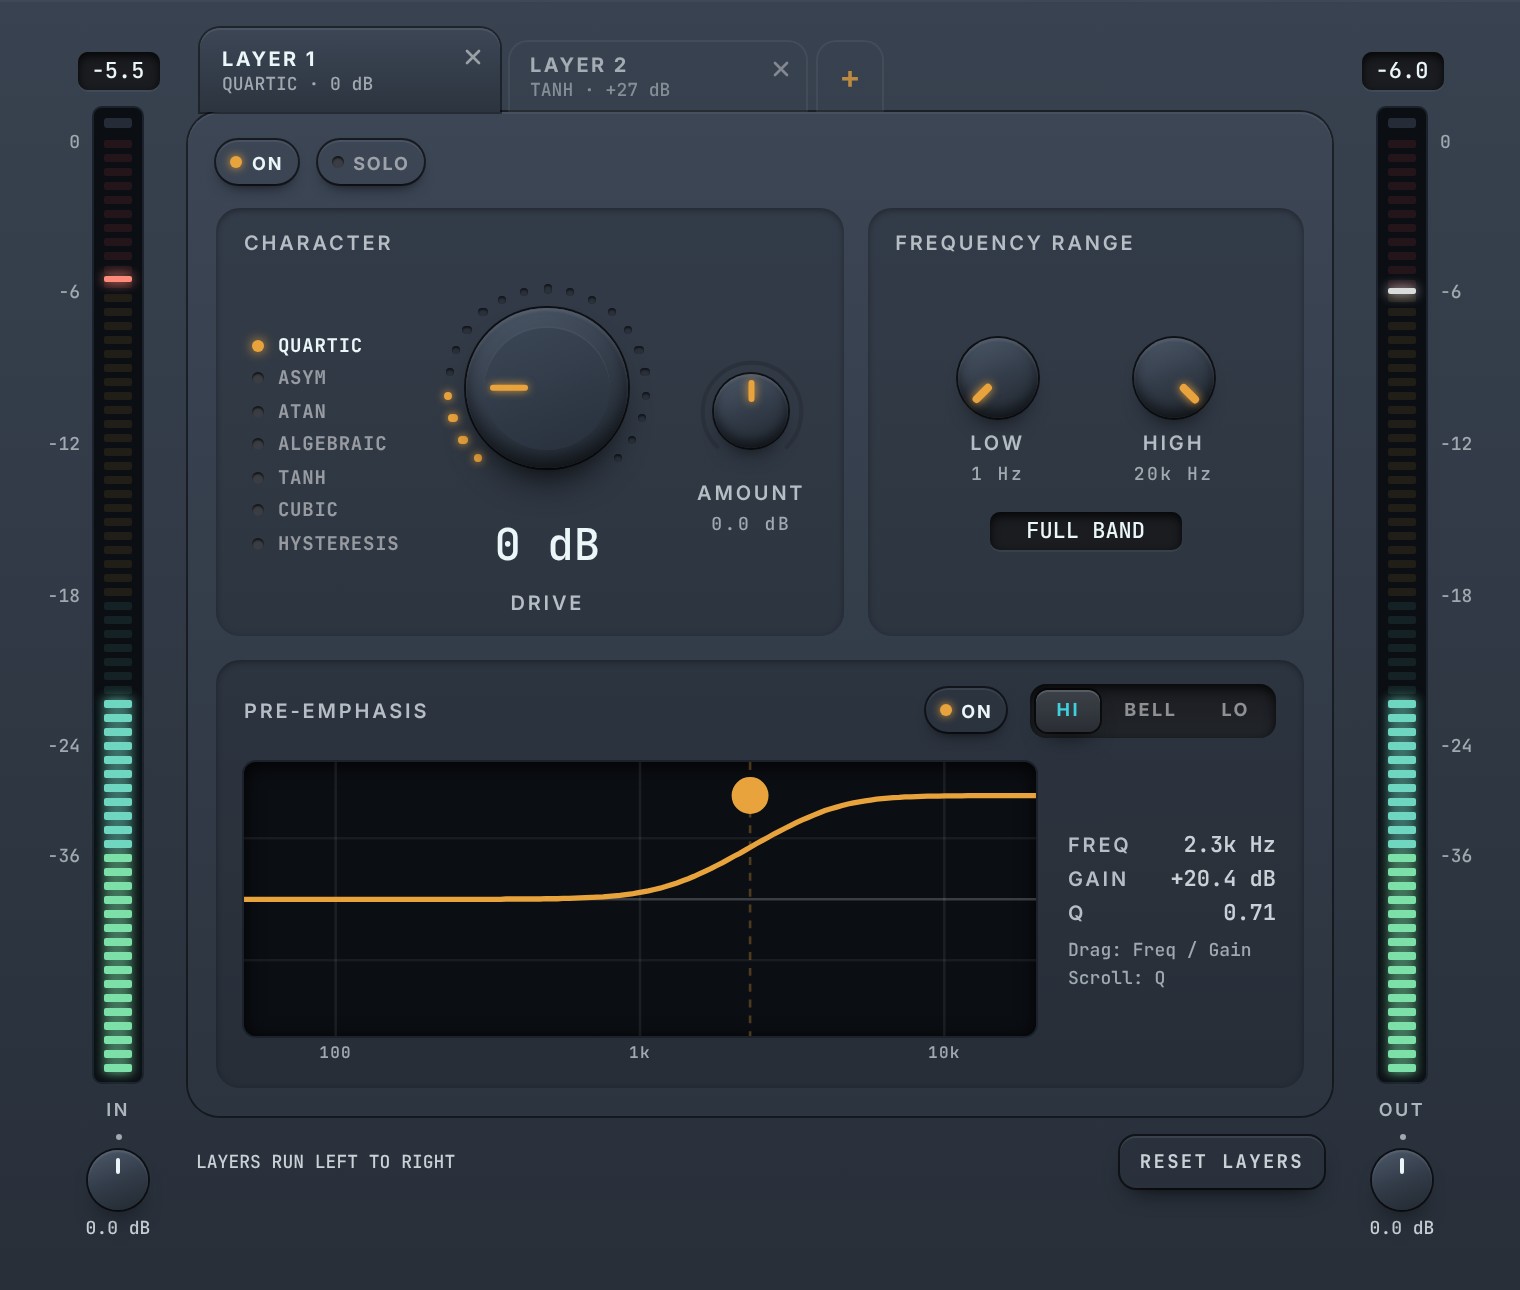 -5.5
LAYER 1
QUARTIC · 0 dB
LAYER 2
TANH · +27 dB
+
-6.0
0
-6
-12
-18
-24
-36
IN
0.0 dB
ON
SOLO
CHARACTER
QUARTIC
ASYM
ATAN
ALGEBRAIC
TANH
CUBIC
HYSTERESIS
0 dB
DRIVE
AMOUNT
0.0 dB
FREQUENCY RANGE
LOW
1 Hz
HIGH
20k Hz
FULL BAND
PRE-EMPHASIS
ON
HI BELL LO
FREQ 2.3k Hz
GAIN +20.4 dB
Q 0.71
Drag: Freq / Gain
Scroll: Q
100 1k 10k
LAYERS RUN LEFT TO RIGHT
RESET LAYERS
0
-6
-12
-18
-24
-36
OUT
0.0 dB